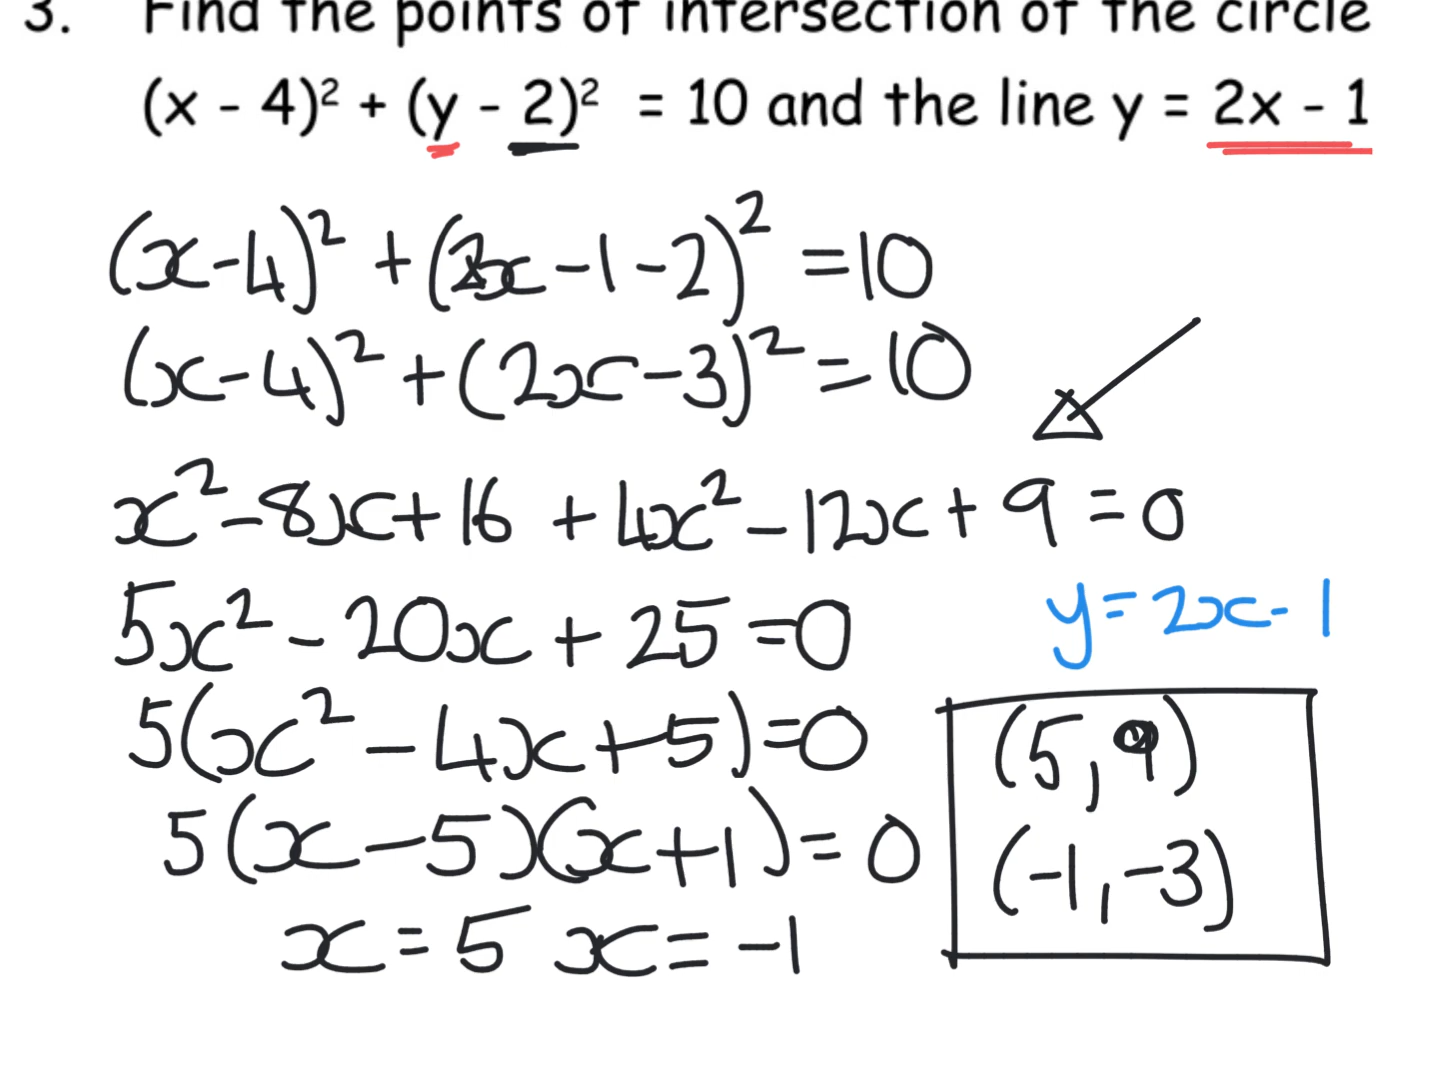 3. Find the points of intersection of the circle
(x - 4)² + (y - 2)² = 10 and the line y = 2x - 1
(x-4)² + (2x-1-2)² = 10
(x-4)² + (2x-3)² = 10
x² - 8x + 16 + 4x² - 12x + 9 = 0
5x² - 20x + 25 = 0
y = 2x - 1
5(x² - 4x + 5) = 0
5(x - 5)(x + 1) = 0
x = 5 x = -1
(5, 9)
(-1, -3)